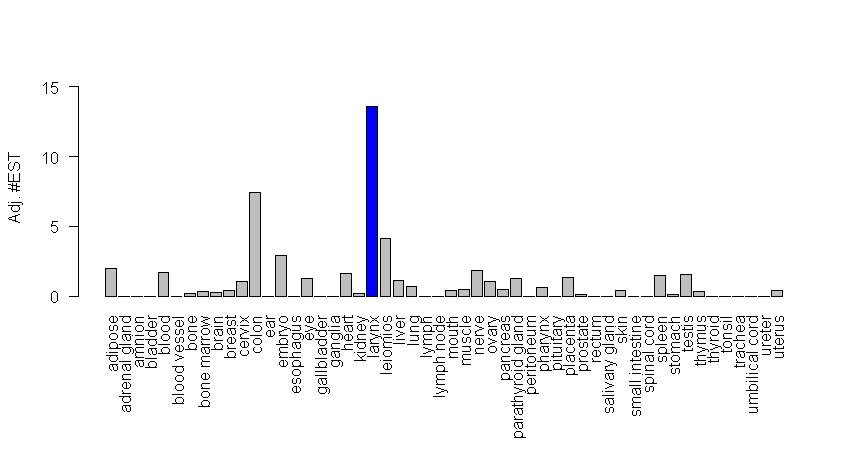 15
10
5
0
Adj. #EST
adipose
adrenal gland
amnion
bladder
blood
blood vessel
bone
bone marrow
brain
breast
cervix
colon
ear
embryo
esophagus
eye
gallbladder
ganglia
heart
kidney
larynx
leiomios
liver
lung
lymph
lymph node
mouth
muscle
nerve
ovary
pancreas
parathyroid gland
peritoneum
pharynx
pituitary
placenta
prostate
rectum
salivary gland
skin
small intestine
spinal cord
spleen
stomach
testis
thymus
thyroid
tonsil
trachea
umbilical cord
ureter
uterus